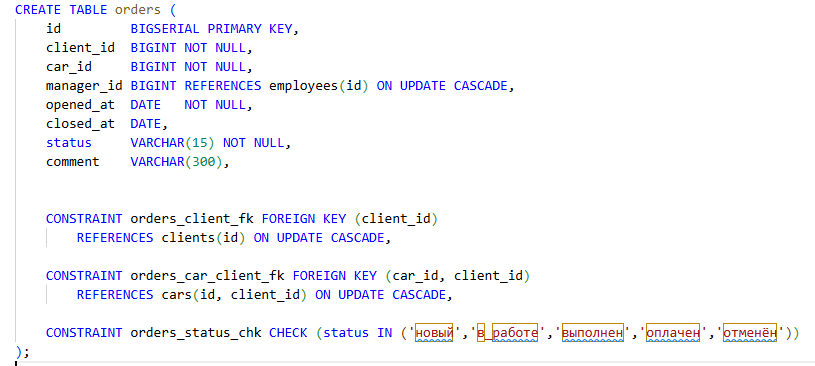 CREATE TABLE orders (
    id         BIGSERIAL PRIMARY KEY,
    client_id  BIGINT NOT NULL,
    car_id     BIGINT NOT NULL,
    manager_id BIGINT REFERENCES employees(id) ON UPDATE CASCADE,
    opened_at  DATE   NOT NULL,
    closed_at  DATE,
    status     VARCHAR(15) NOT NULL,
    comment    VARCHAR(300),
    CONSTRAINT orders_client_fk FOREIGN KEY (client_id)
        REFERENCES clients(id) ON UPDATE CASCADE,
    CONSTRAINT orders_car_client_fk FOREIGN KEY (car_id, client_id)
        REFERENCES cars(id, client_id) ON UPDATE CASCADE,
    CONSTRAINT orders_status_chk CHECK (status IN ('новый','в_работе','выполнен','оплачен','отменён'))
);